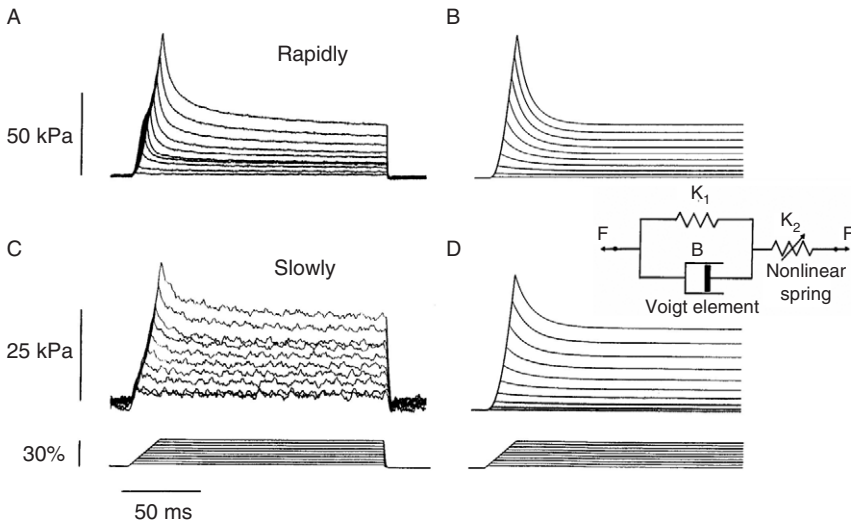 A
B
Rapidly
50 kPa
K1
K2
F
F
B
Nonlinear
spring
Voigt element
C
D
Slowly
25 kPa
30%
50 ms